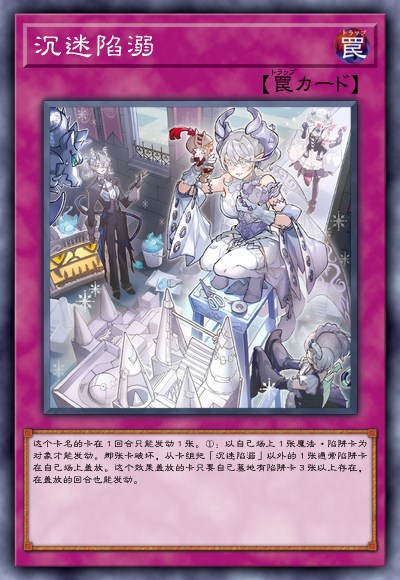 沉迷陷溺
トラップ
罠
トラップ
【罠カード】
这个卡名的卡在１回合只能发动１张。①：以自己场上１张魔法·陷阱卡为
对象才能发动。那张卡破坏，从卡组把「沉迷陷溺」以外的１张通常陷阱卡
在自己场上盖放。这个效果盖放的卡只要自己墓地有陷阱卡３张以上存在，
在盖放的回合也能发动。